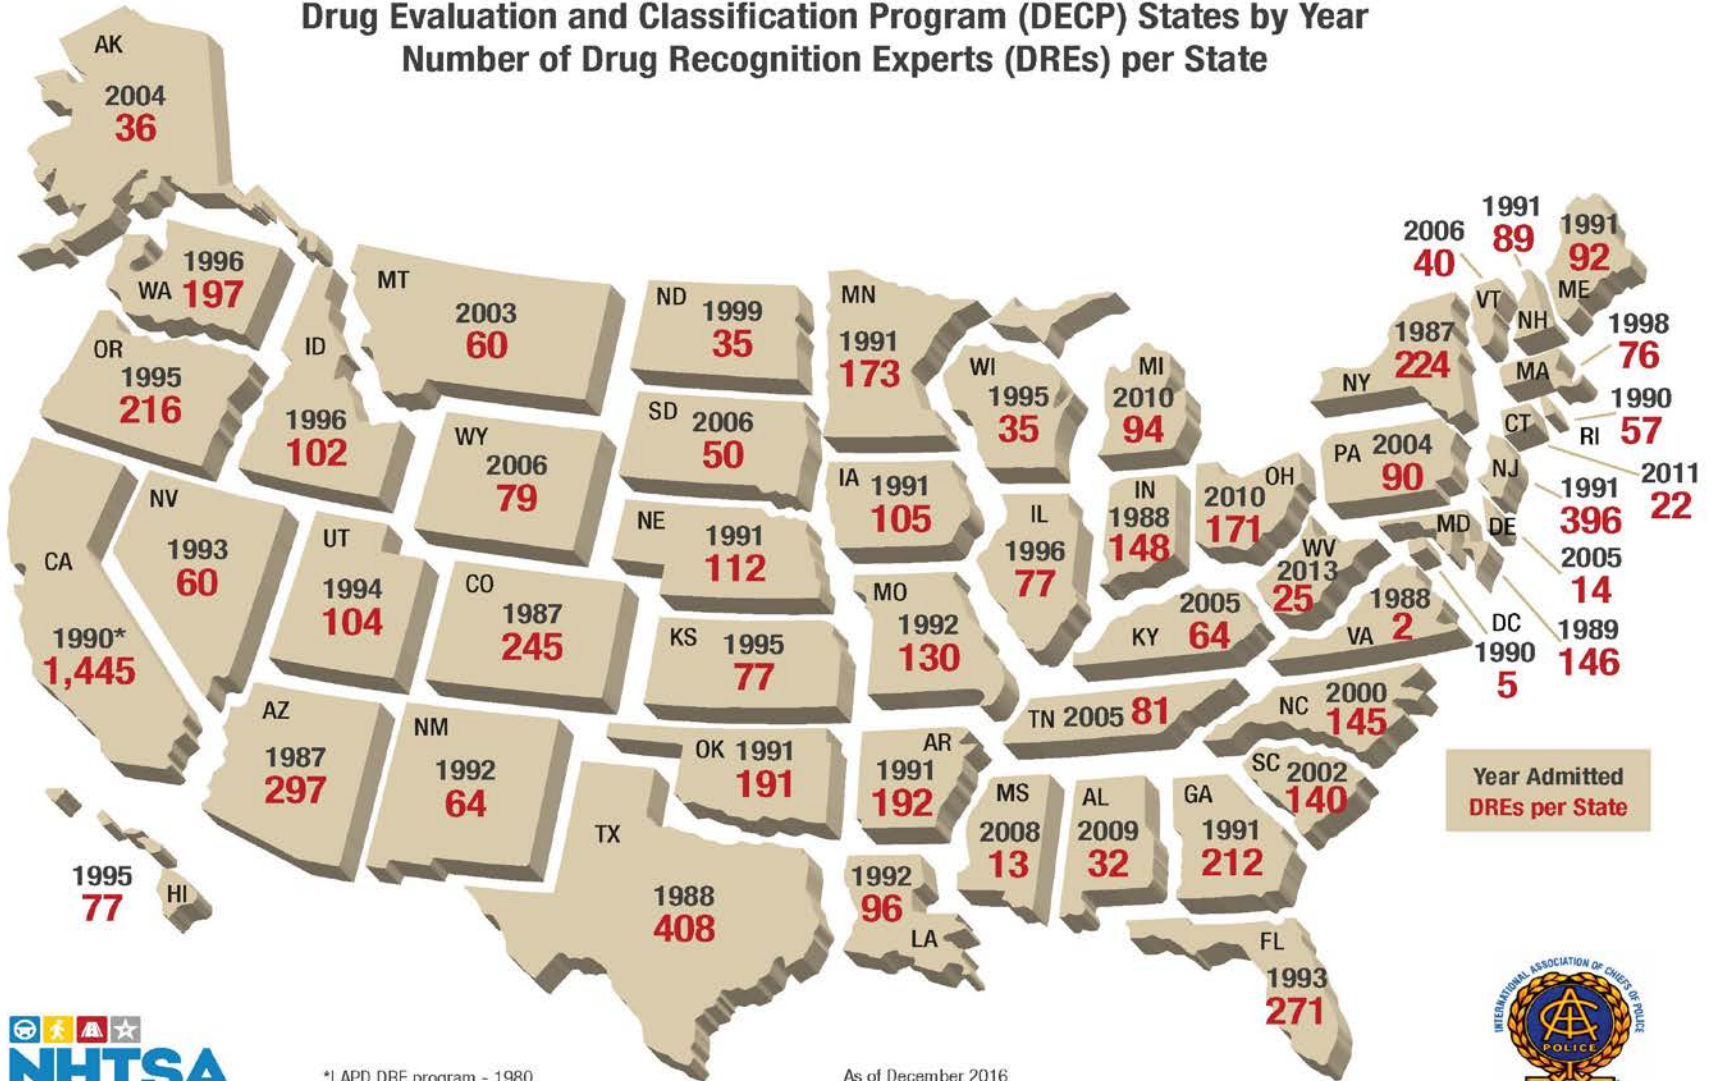 Drug Evaluation and Classification Program (DECP) States by Year
Number of Drug Recognition Experts (DREs) per State
AK
2004
36
WA
1996
197
OR
1995
216
ID
1996
102
MT
2003
60
ND
1999
35
MN
1991
173
WI
1995
35
MI
2010
94
NY
1987
224
2006
40
VT
1991
89
NH
1991
92
ME
1998
76
MA
1990
57
RI
CT
2011
22
PA
2004
90
NJ
1991
396
DE
2005
14
MD
1989
146
DC
1990
5
SD
2006
50
WY
2006
79
NE
1991
112
IA
1991
105
IL
1996
77
IN
1988
148
OH
2010
171
WV
2013
25
VA
1988
2
KY
2005
64
CA
1990*
1,445
NV
1993
60
UT
1994
104
CO
1987
245
KS
1995
77
MO
1992
130
TN 2005 81
NC
2000
145
SC
2002
140
AZ
1987
297
NM
1992
64
OK
1991
191
AR
1991
192
MS
2008
13
AL
2009
32
GA
1991
212
TX
1988
408
1992
96
LA
FL
1993
271
1995
77
HI
Year Admitted
DREs per State
INTERNATIONAL ASSOCIATION OF CHIEFS OF POLICE
POLICE
NHTSA
*LAPD DRE program - 1980
As of December 2016